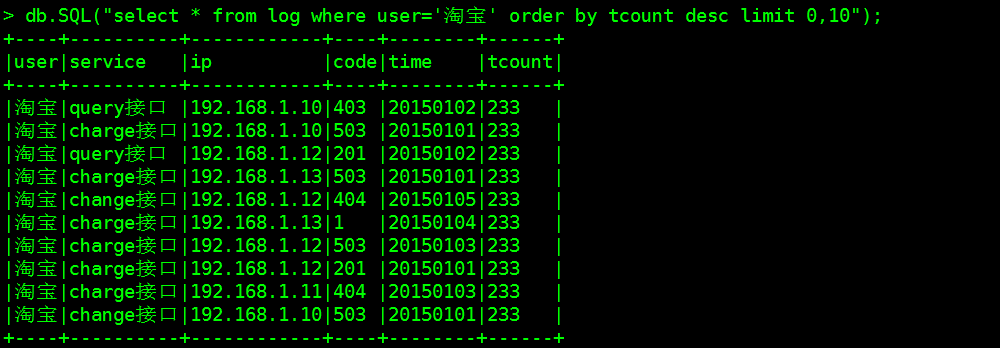 > db.SQL("select * from log where user='淘宝' order by tcount desc limit 0,10");
+----+----------+------------+----+--------+------+
|user|service   |ip          |code|time    |tcount|
+----+----------+------------+----+--------+------+
|淘宝|query接口 |192.168.1.10|403 |20150102|233   |
|淘宝|charge接口|192.168.1.10|503 |20150101|233   |
|淘宝|query接口 |192.168.1.12|201 |20150102|233   |
|淘宝|charge接口|192.168.1.13|503 |20150101|233   |
|淘宝|change接口|192.168.1.12|404 |20150105|233   |
|淘宝|charge接口|192.168.1.13|1   |20150104|233   |
|淘宝|charge接口|192.168.1.12|503 |20150103|233   |
|淘宝|charge接口|192.168.1.12|201 |20150101|233   |
|淘宝|charge接口|192.168.1.11|404 |20150103|233   |
|淘宝|change接口|192.168.1.10|503 |20150101|233   |
+----+----------+------------+----+--------+------+